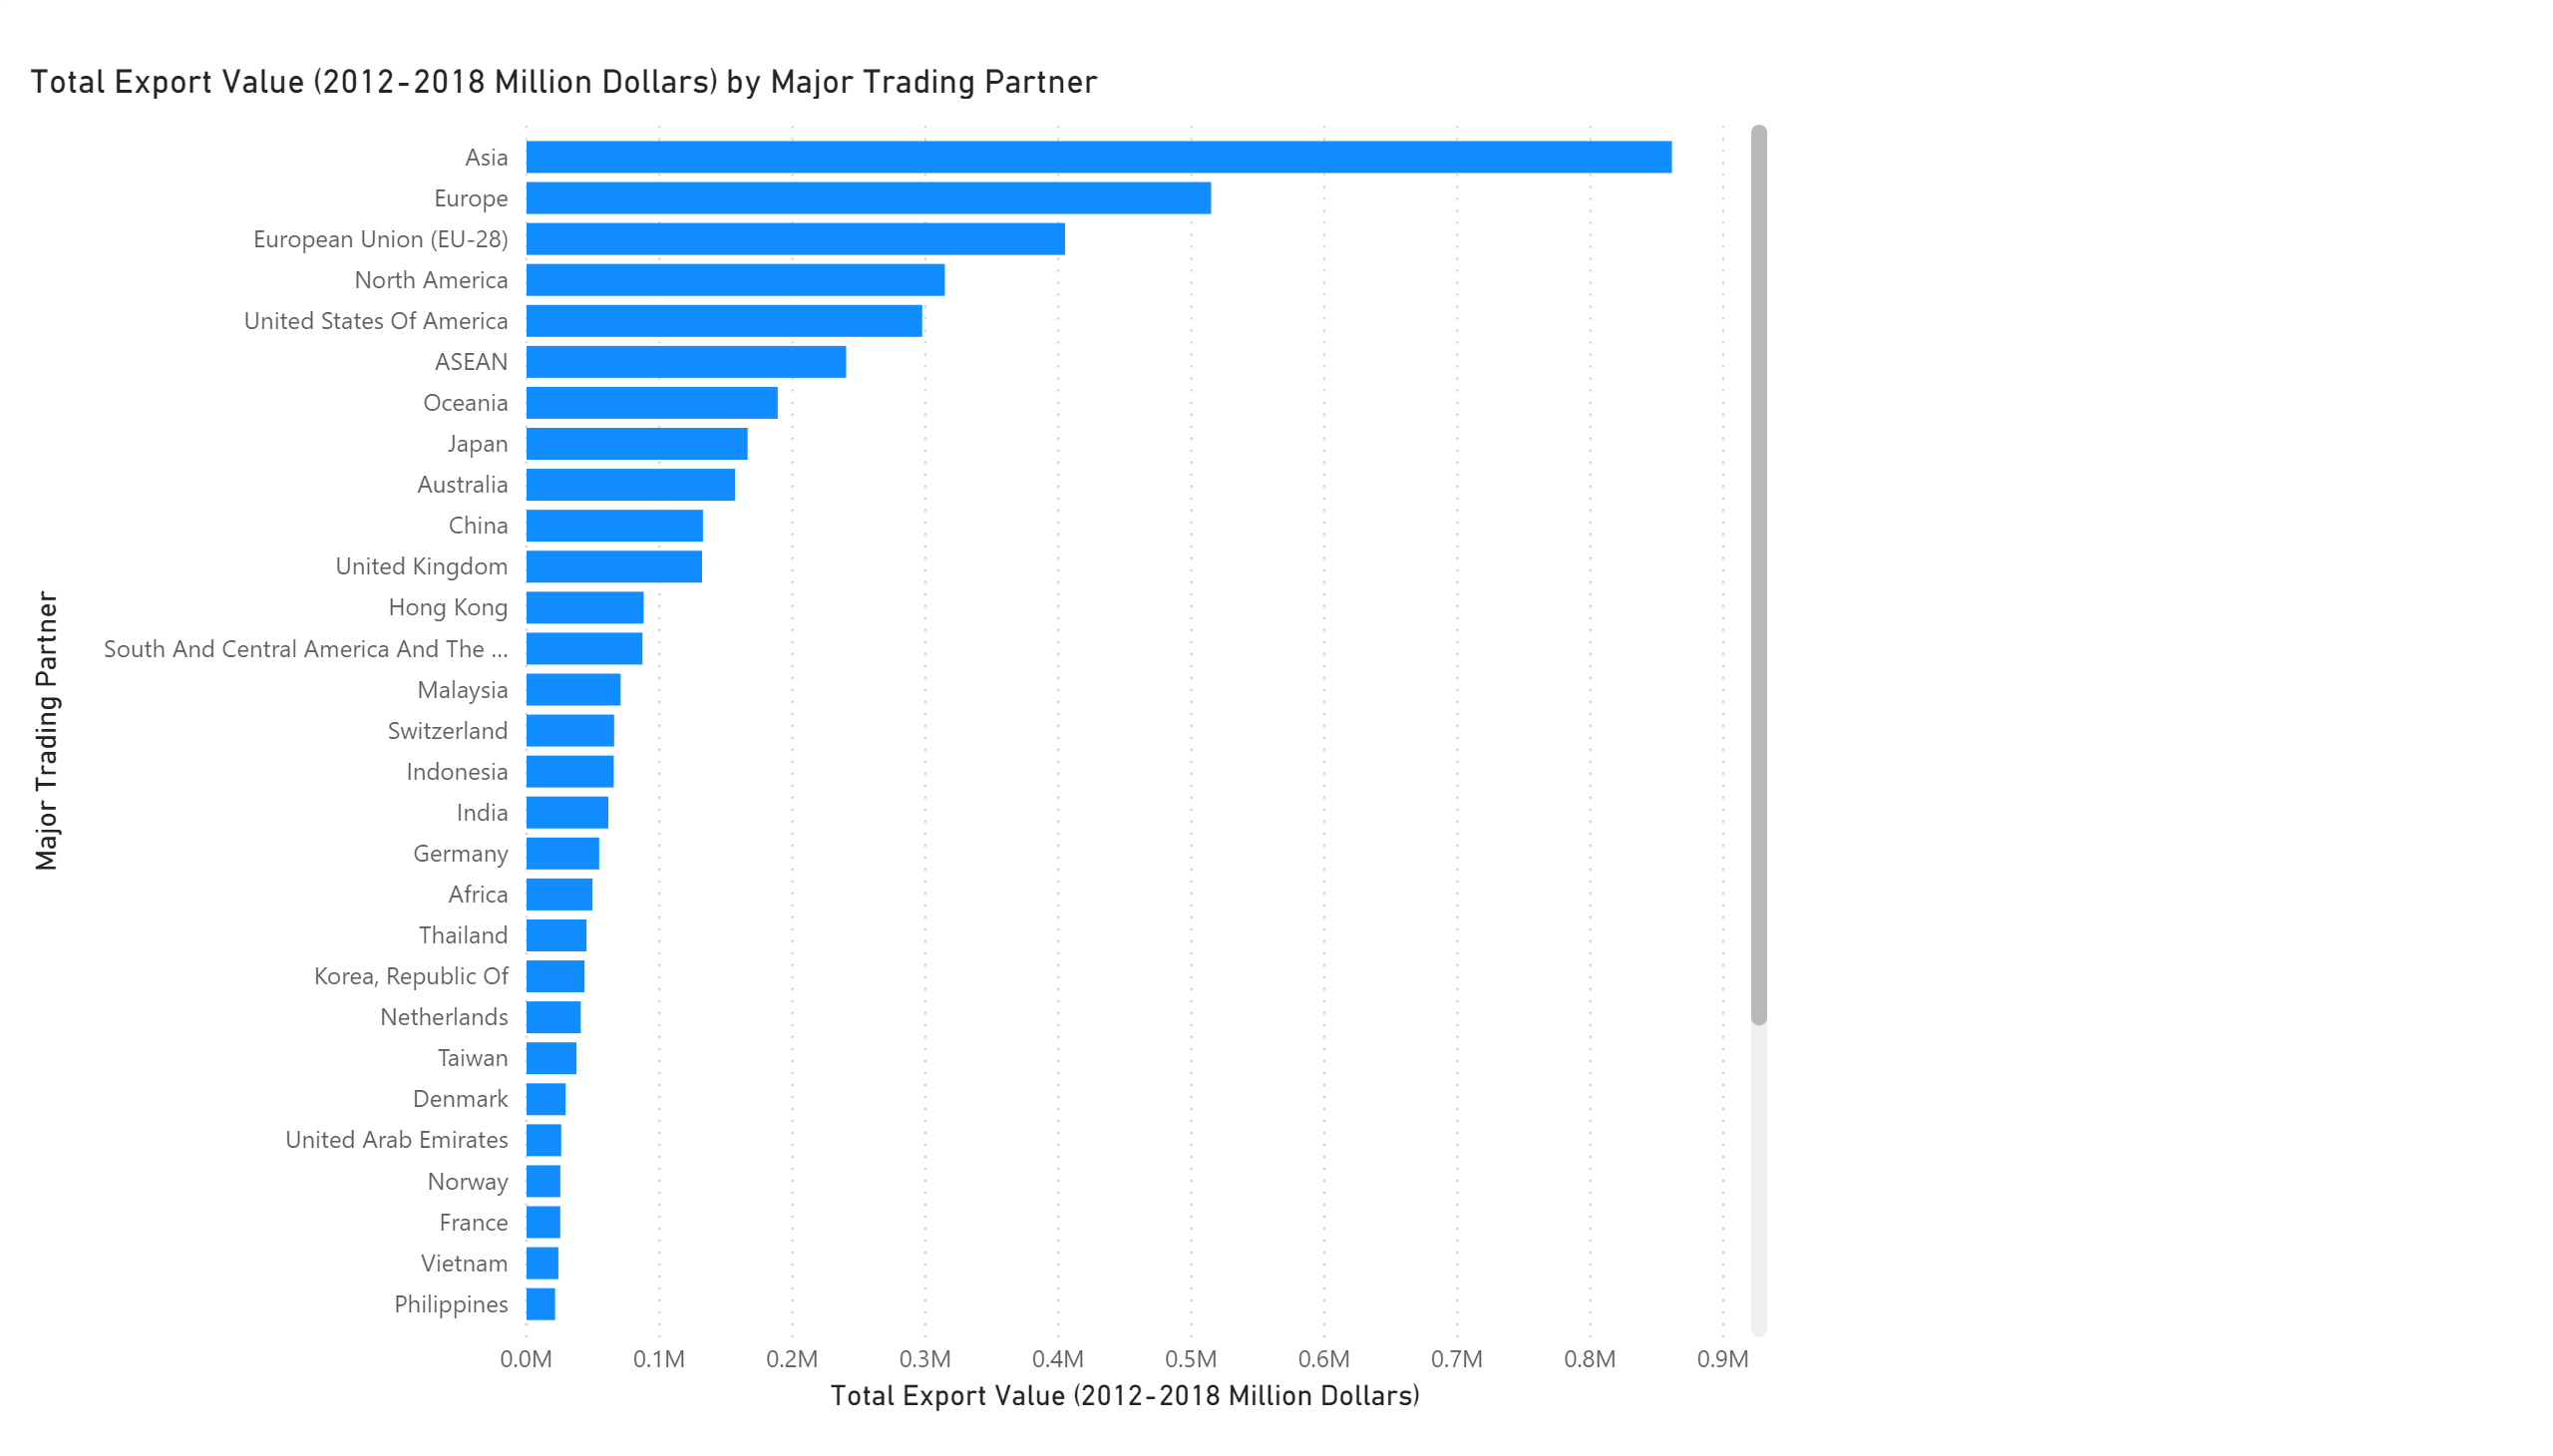 Total Export Value (2012-2018 Million Dollars) by Major Trading Partner
Major Trading Partner
Asia
Europe
European Union (EU-28)
North America
United States Of America
ASEAN
Oceania
Japan
Australia
China
United Kingdom
Hong Kong
South And Central America And The ...
Malaysia
Switzerland
Indonesia
India
Germany
Africa
Thailand
Korea, Republic Of
Netherlands
Taiwan
Denmark
United Arab Emirates
Norway
France
Vietnam
Philippines
0.0M 0.1M 0.2M 0.3M 0.4M 0.5M 0.6M 0.7M 0.8M 0.9M
Total Export Value (2012-2018 Million Dollars)